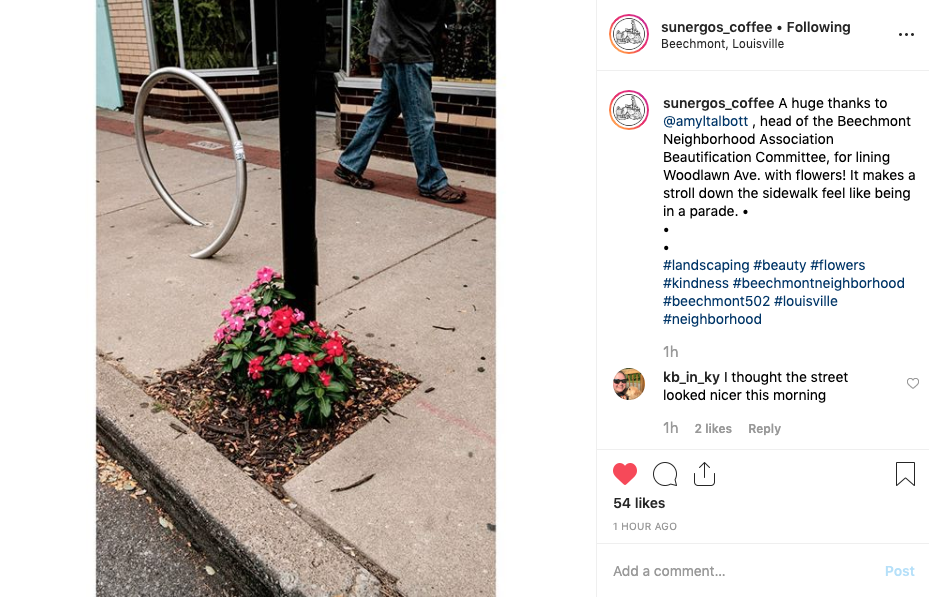 sunergos_coffee • Following
Beechmont, Louisville
sunergos_coffee A huge thanks to
@amyltalbott , head of the Beechmont
Neighborhood Association
Beautification Committee, for lining
Woodlawn Ave. with flowers! It makes a
stroll down the sidewalk feel like being
in a parade. •
•
•
#landscaping #beauty #flowers
#kindness #beechmontneighborhood
#beechmont502 #louisville
#neighborhood
1h
kb_in_ky I thought the street
looked nicer this morning
1h 2 likes Reply
54 likes
1 HOUR AGO
Add a comment... Post